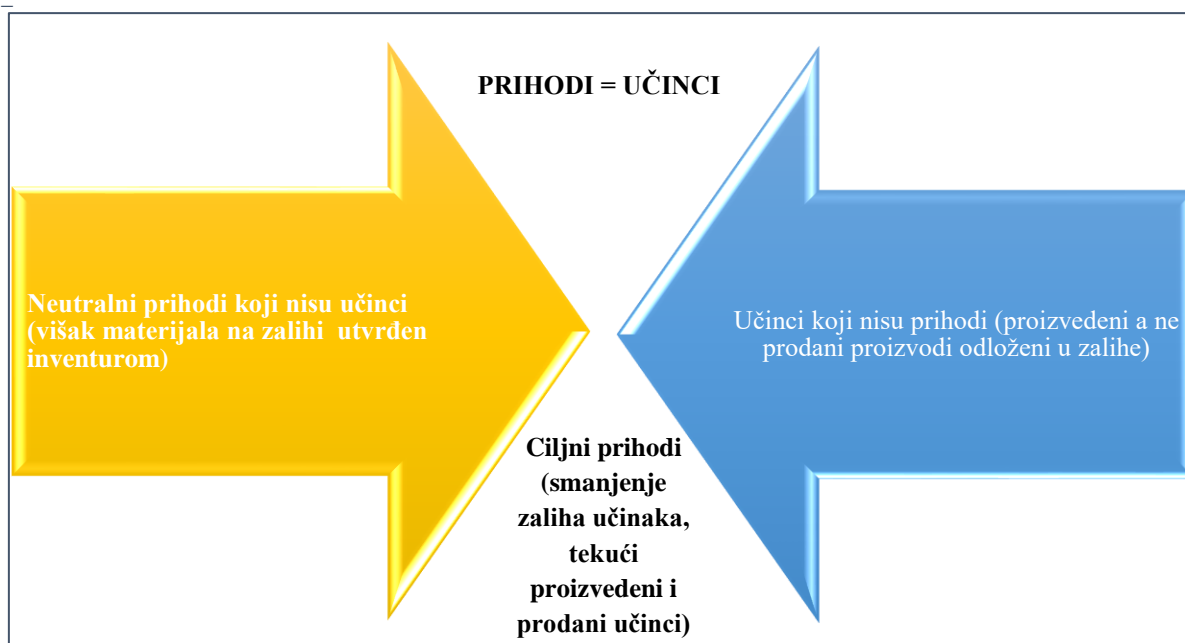 PRIHODI = UČINCI
Neutralni prihodi koji nisu učinci
(višak materijala na zalihi utvrđen
inventurom)
Učinci koji nisu prihodi (proizvedeni a ne
prodani proizvodi odloženi u zalihe)
Ciljni prihodi
(smanjenje
zaliha učinaka,
tekući
proizvedeni i
prodani učinci)